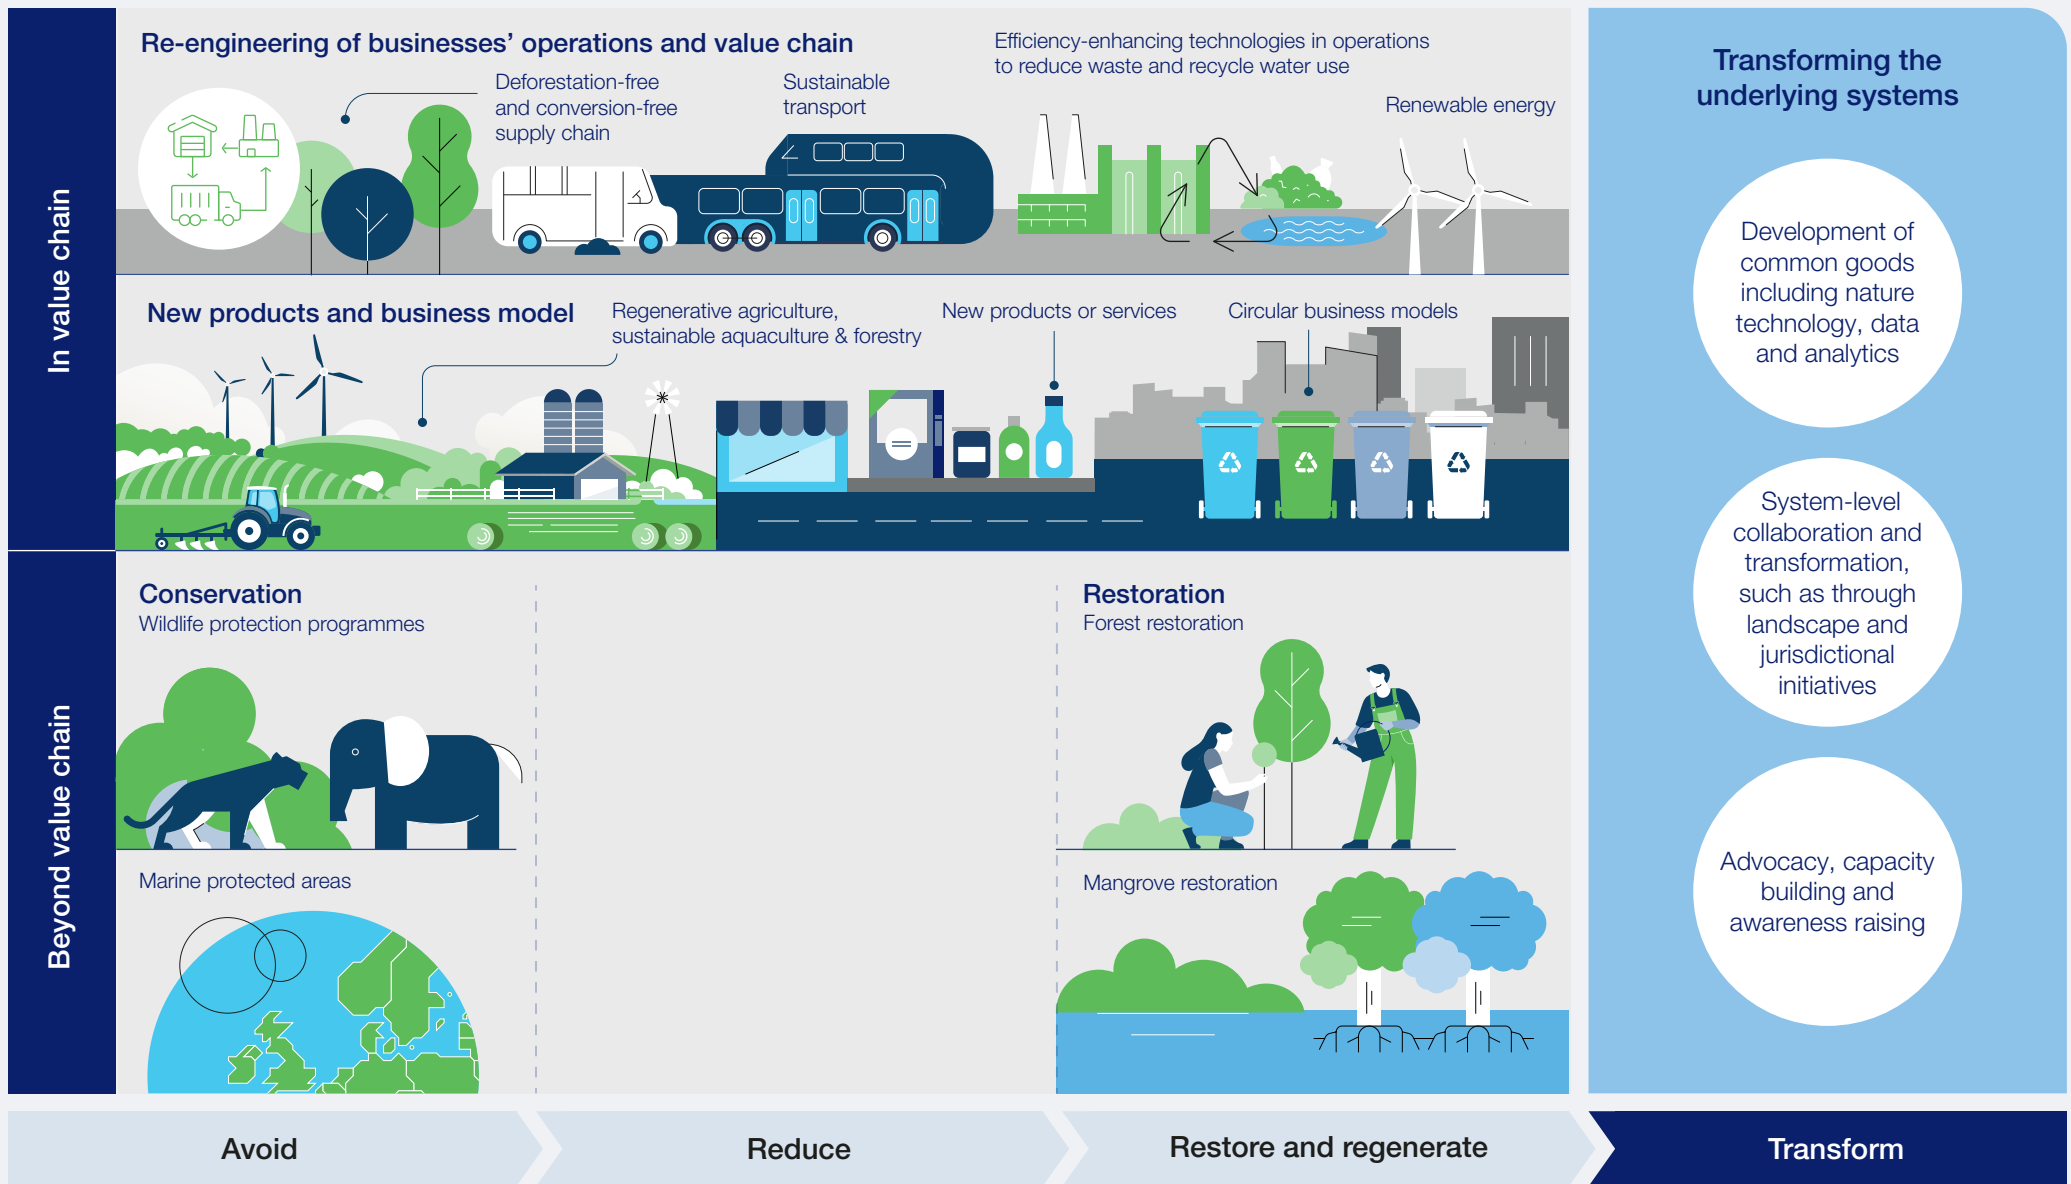 In value chain
Re-engineering of businesses’ operations and value chain
Deforestation-free
and conversion-free
supply chain
Sustainable
transport
Efficiency-enhancing technologies in operations
to reduce waste and recycle water use
Renewable energy
New products and business model
Regenerative agriculture,
sustainable aquaculture & forestry
New products or services
Circular business models
Beyond value chain
Conservation
Wildlife protection programmes
Marine protected areas
Restoration
Forest restoration
Mangrove restoration
Transforming the
underlying systems
Development of
common goods
including nature
technology, data
and analytics
System-level
collaboration and
transformation,
such as through
landscape and
jurisdictional
initiatives
Advocacy, capacity
building and
awareness raising
Avoid
Reduce
Restore and regenerate
Transform